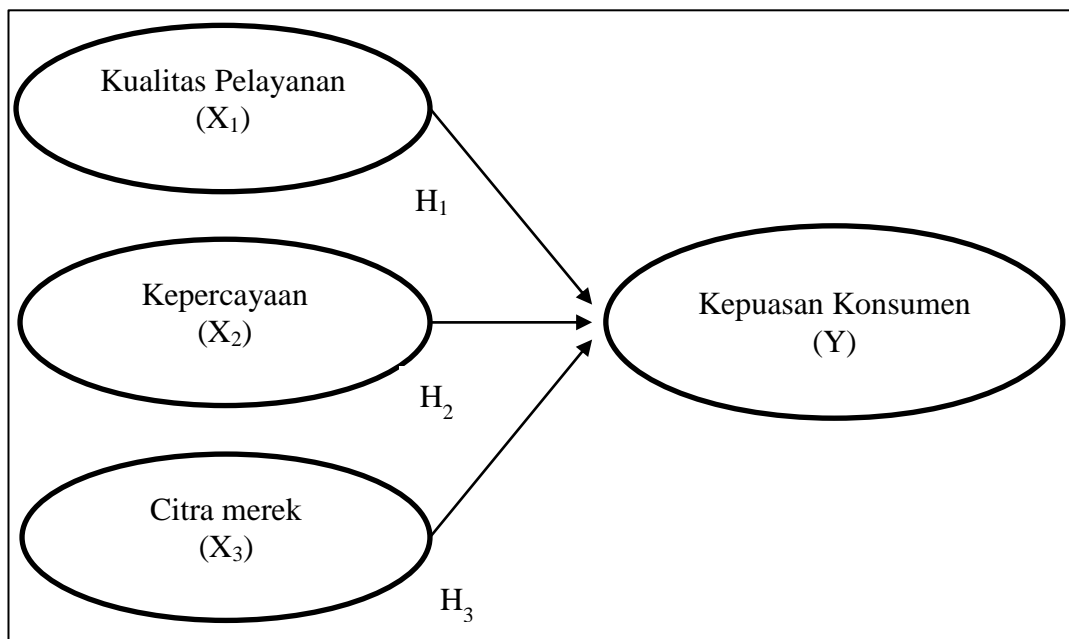 Kualitas Pelayanan
(X₁)
H₁
Kepercayaan
(X₂)
H₂
Citra merek
(X₃)
H₃
Kepuasan Konsumen
(Y)